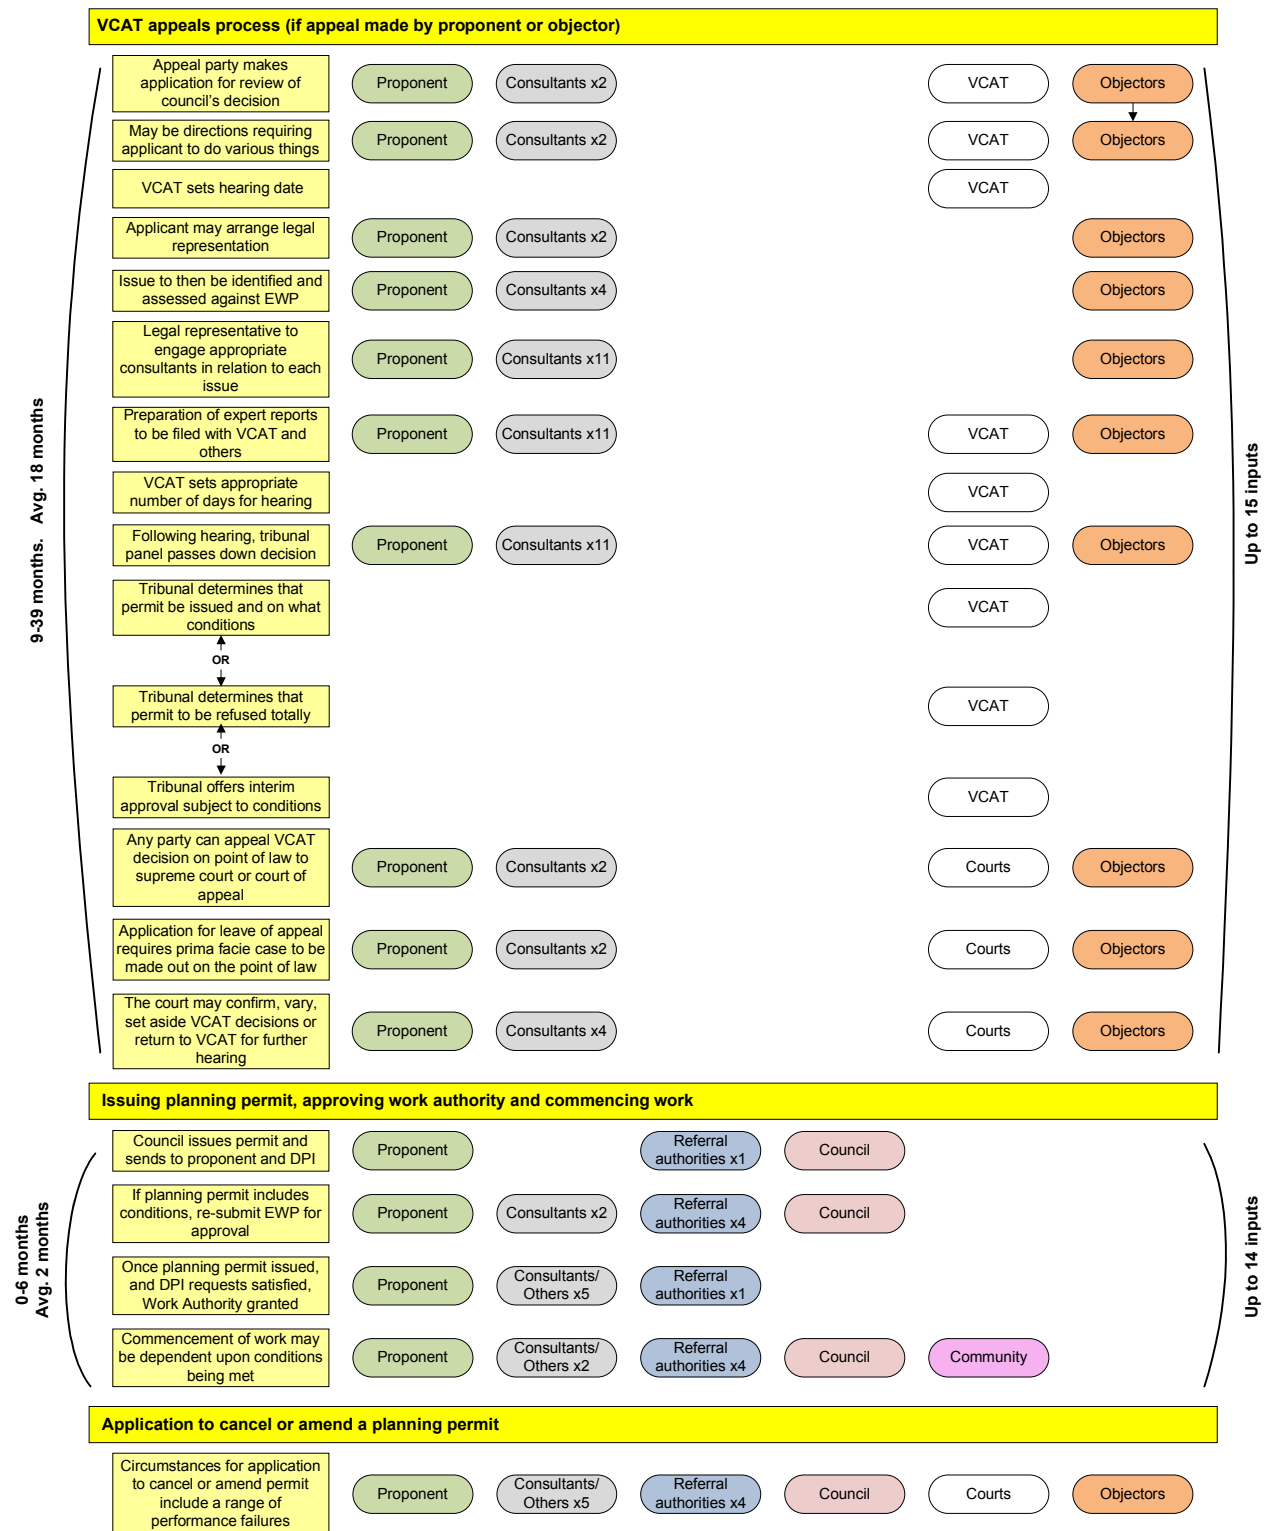 VCAT appeals process (if appeal made by proponent or objector)
Appeal party makes
application for review of
council's decision
Proponent
Consultants x2
VCAT
Objectors
May be directions requiring
applicant to do various things
Proponent
Consultants x2
VCAT
Objectors
VCAT sets hearing date
VCAT
Applicant may arrange legal
representation
Proponent
Consultants x2
Objectors
Issue to then be identified and
assessed against EWP
Proponent
Consultants x4
Objectors
Legal representative to
engage appropriate
consultants in relation to each
issue
Proponent
Consultants x11
Objectors
Preparation of expert reports
to be filed with VCAT and
others
Proponent
Consultants x11
VCAT
Objectors
VCAT sets appropriate
number of days for hearing
VCAT
Following hearing, tribunal
panel passes down decision
Proponent
Consultants x11
VCAT
Objectors
Tribunal determines that
permit be issued and on what
conditions
VCAT
OR
Tribunal determines that
permit to be refused totally
VCAT
OR
Tribunal offers interim
approval subject to conditions
VCAT
Any party can appeal VCAT
decision on point of law to
supreme court or court of
appeal
Proponent
Consultants x2
Courts
Objectors
Application for leave of appeal
requires prima facie case to be
made out on the point of law
Proponent
Consultants x2
Courts
Objectors
The court may confirm, vary,
set aside VCAT decisions or
return to VCAT for further
hearing
Proponent
Consultants x4
Courts
Objectors
9-39 months.   Avg. 18 months
Up to 15 inputs
Issuing planning permit, approving work authority and commencing work
Council issues permit and
sends to proponent and DPI
Proponent
Referral
authorities x1
Council
If planning permit includes
conditions, re-submit EWP for
approval
Proponent
Consultants x2
Referral
authorities x4
Council
Once planning permit issued,
and DPI requests satisfied,
Work Authority granted
Proponent
Consultants/
Others x5
Referral
authorities x1
Commencement of work may
be dependent upon conditions
being met
Proponent
Consultants/
Others x2
Referral
authorities x4
Council
Community
0-6 months
Avg. 2 months
Up to 14 inputs
Application to cancel or amend a planning permit
Circumstances for application
to cancel or amend permit
include a range of
performance failures
Proponent
Consultants/
Others x5
Referral
authorities x4
Council
Courts
Objectors